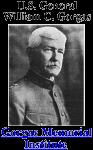 U.S. General
William C. Gorgas
Gorgas Memorial
Institute